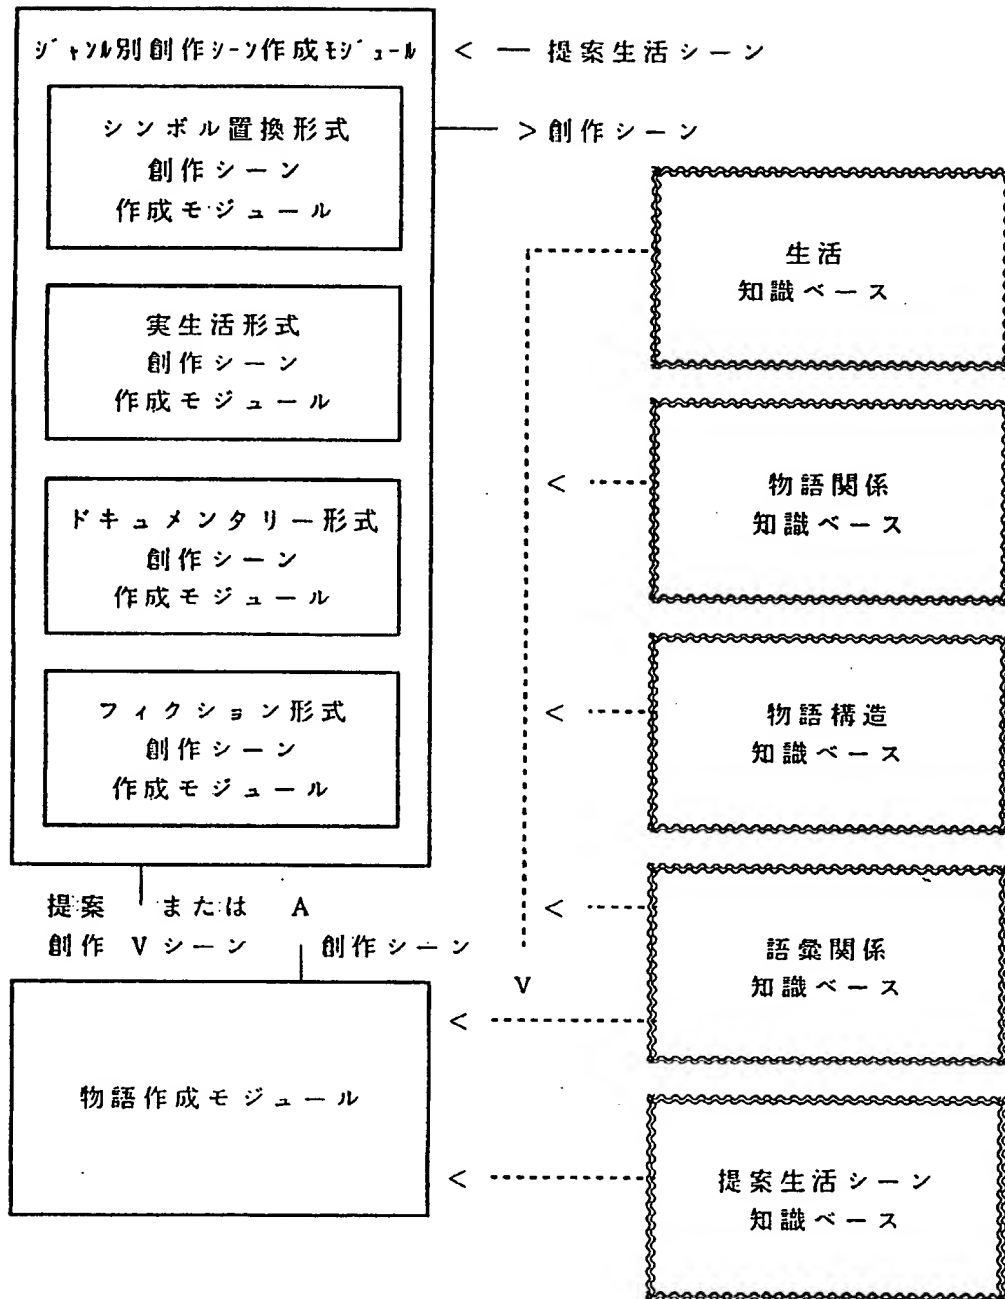 ジャンル別創作シーン作成モジュール
< ― 提案生活シーン
シンボル置換形式
創作シーン
作成モジュール
> 創作シーン
実生活形式
創作シーン
作成モジュール
ドキュメンタリー形式
創作シーン
作成モジュール
フィクション形式
創作シーン
作成モジュール
提案 または A
創作 V シーン 創作シーン
物語作成モジュール
生活
知識ベース
<
物語関係
知識ベース
<
物語構造
知識ベース
<
語彙関係
知識ベース
V
<
<
提案生活シーン
知識ベース